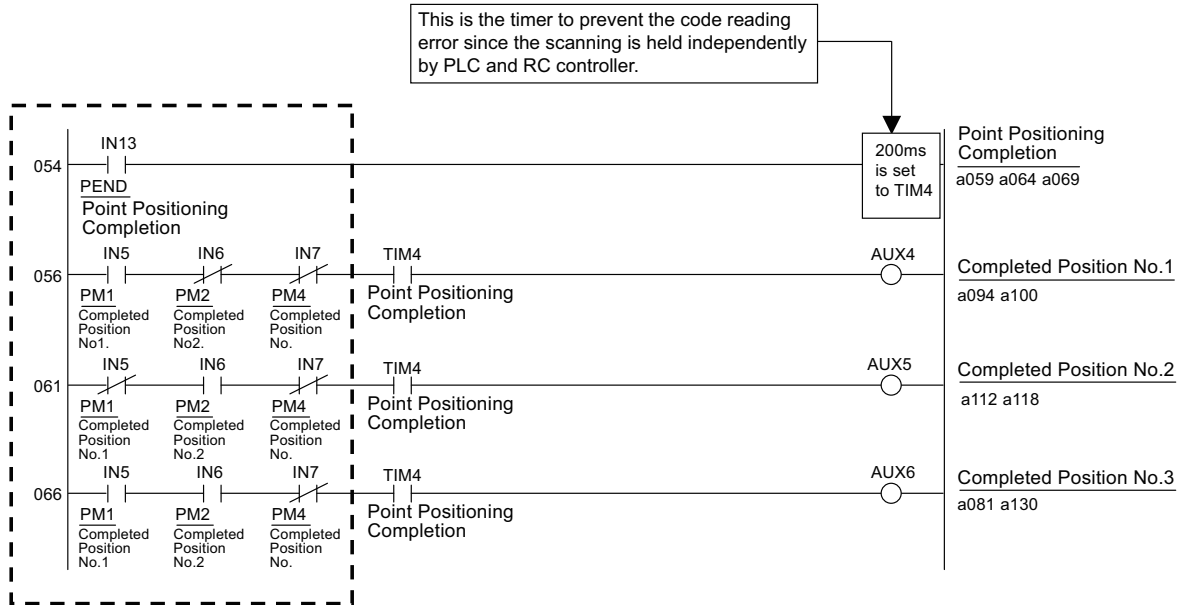 This is the timer to prevent the code reading
error since the scanning is held independently
by PLC and RC controller.
054
IN13
PEND
Point Positioning
Completion
200ms
is set
to TIM4
Point Positioning
Completion
a059 a064 a069
056
IN5
IN6
IN7
TIM4
AUX4
PM1
Completed
Position
No1.
PM2
Completed
Position
No2.
PM4
Completed
Position
No.
Point Positioning
Completion
Completed Position No.1
a094 a100
061
IN5
IN6
IN7
TIM4
AUX5
PM1
Completed
Position
No.1
PM2
Completed
Position
No.2
PM4
Completed
Position
No.
Point Positioning
Completion
Completed Position No.2
a112 a118
066
IN5
IN6
IN7
TIM4
AUX6
PM1
Completed
Position
No.1
PM2
Completed
Position
No.2
PM4
Completed
Position
No.
Point Positioning
Completion
Completed Position No.3
a081 a130